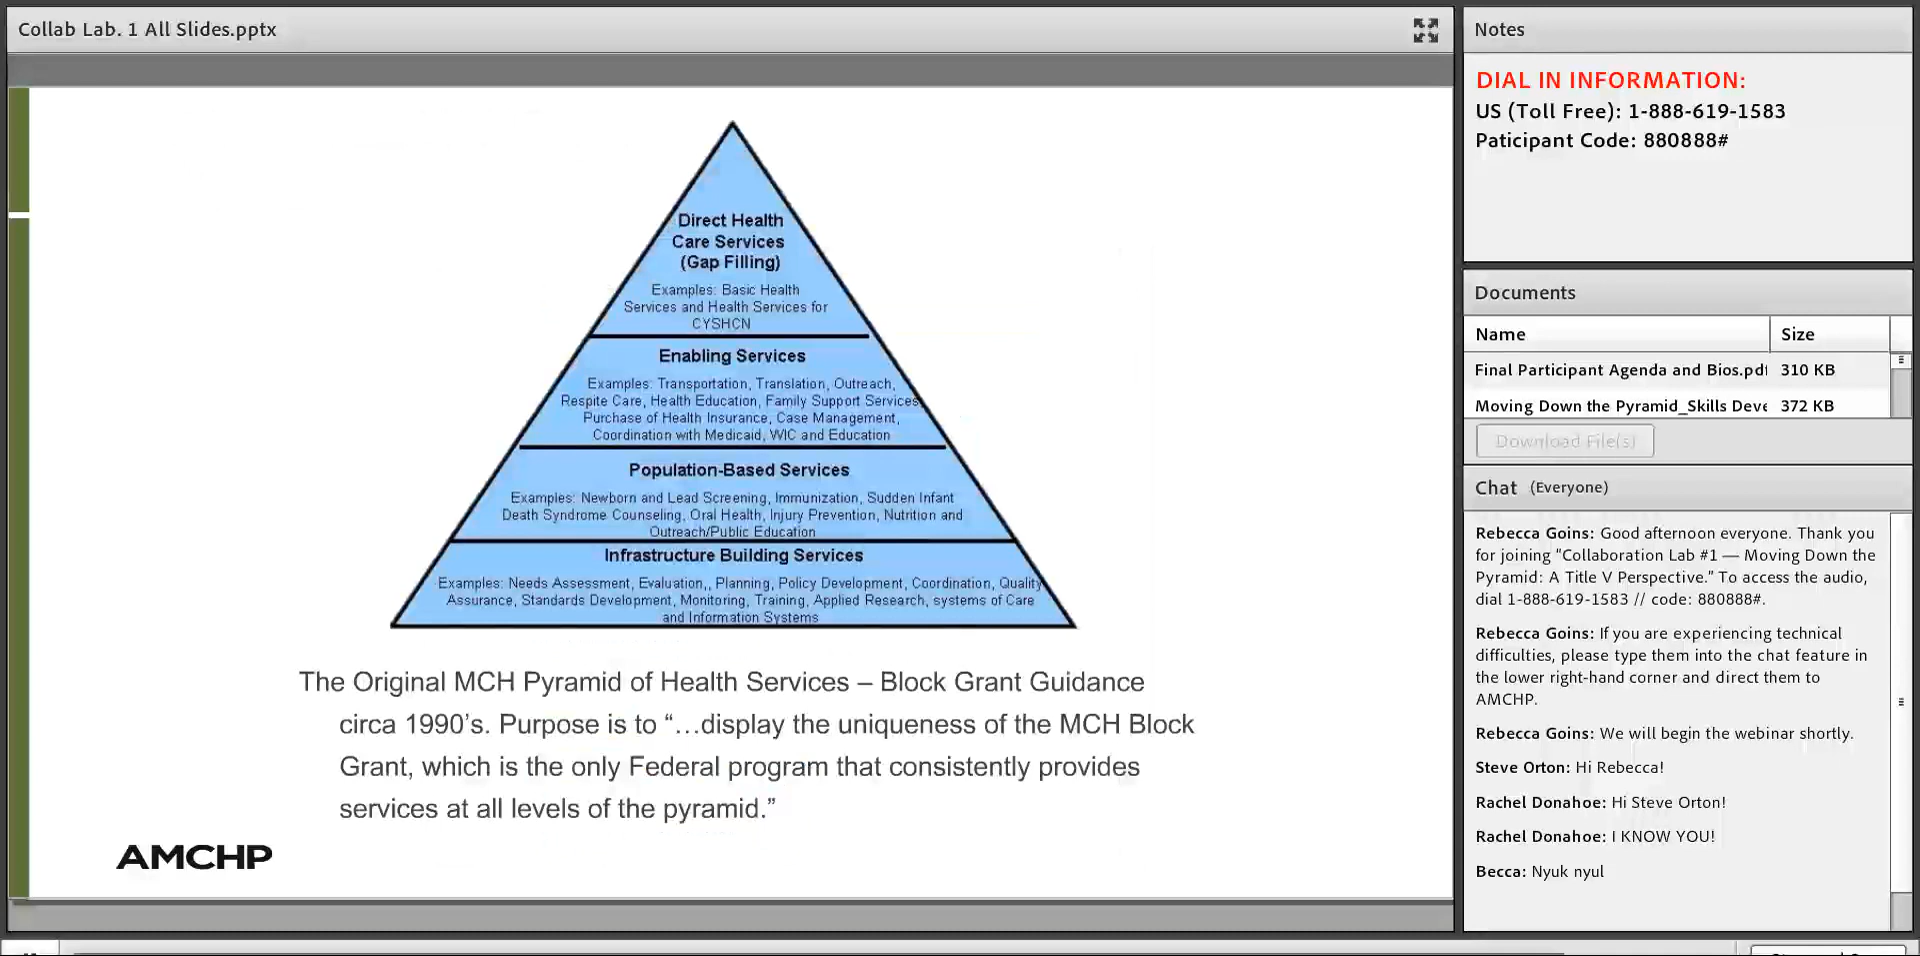 Collab Lab. 1 All Slides.pptx
Direct Health
Care Services
(Gap Filling)
Examples: Basic Health
Services and Health Services for
CYSHCN
Enabling Services
Examples: Transportation, Translation, Outreach,
Respite Care, Health Education, Family Support Services,
Purchase of Health Insurance, Case Management,
Coordination with Medicaid, WIC and Education
Population-Based Services
Examples: Newborn and Lead Screening, Immunization, Sudden Infant
Death Syndrome Counseling, Oral Health, Injury Prevention, Nutrition and
Outreach/Public Education
Infrastructure Building Services
Examples: Needs Assessment, Evaluation,, Planning, Policy Development, Coordination, Quality
Assurance, Standards Development, Monitoring, Training, Applied Research, systems of Care
and Information Systems
The Original MCH Pyramid of Health Services – Block Grant Guidance
circa 1990’s. Purpose is to “…display the uniqueness of the MCH Block
Grant, which is the only Federal program that consistently provides
services at all levels of the pyramid.”
AMCHP
Notes
DIAL IN INFORMATION:
US (Toll Free): 1-888-619-1583
Paticipant Code: 880888#
Documents
Name Size
Final Participant Agenda and Bios.pdf 310 KB
Moving Down the Pyramid_Skills Deve 372 KB
Download File(s)
Chat (Everyone)
Rebecca Goins: Good afternoon everyone. Thank you
for joining "Collaboration Lab #1 — Moving Down the
Pyramid: A Title V Perspective." To access the audio,
dial 1-888-619-1583 // code: 880888#.
Rebecca Goins: If you are experiencing technical
difficulties, please type them into the chat feature in
the lower right-hand corner and direct them to
AMCHP.
Rebecca Goins: We will begin the webinar shortly.
Steve Orton: Hi Rebecca!
Rachel Donahoe: Hi Steve Orton!
Rachel Donahoe: I KNOW YOU!
Becca: Nyuk nyul